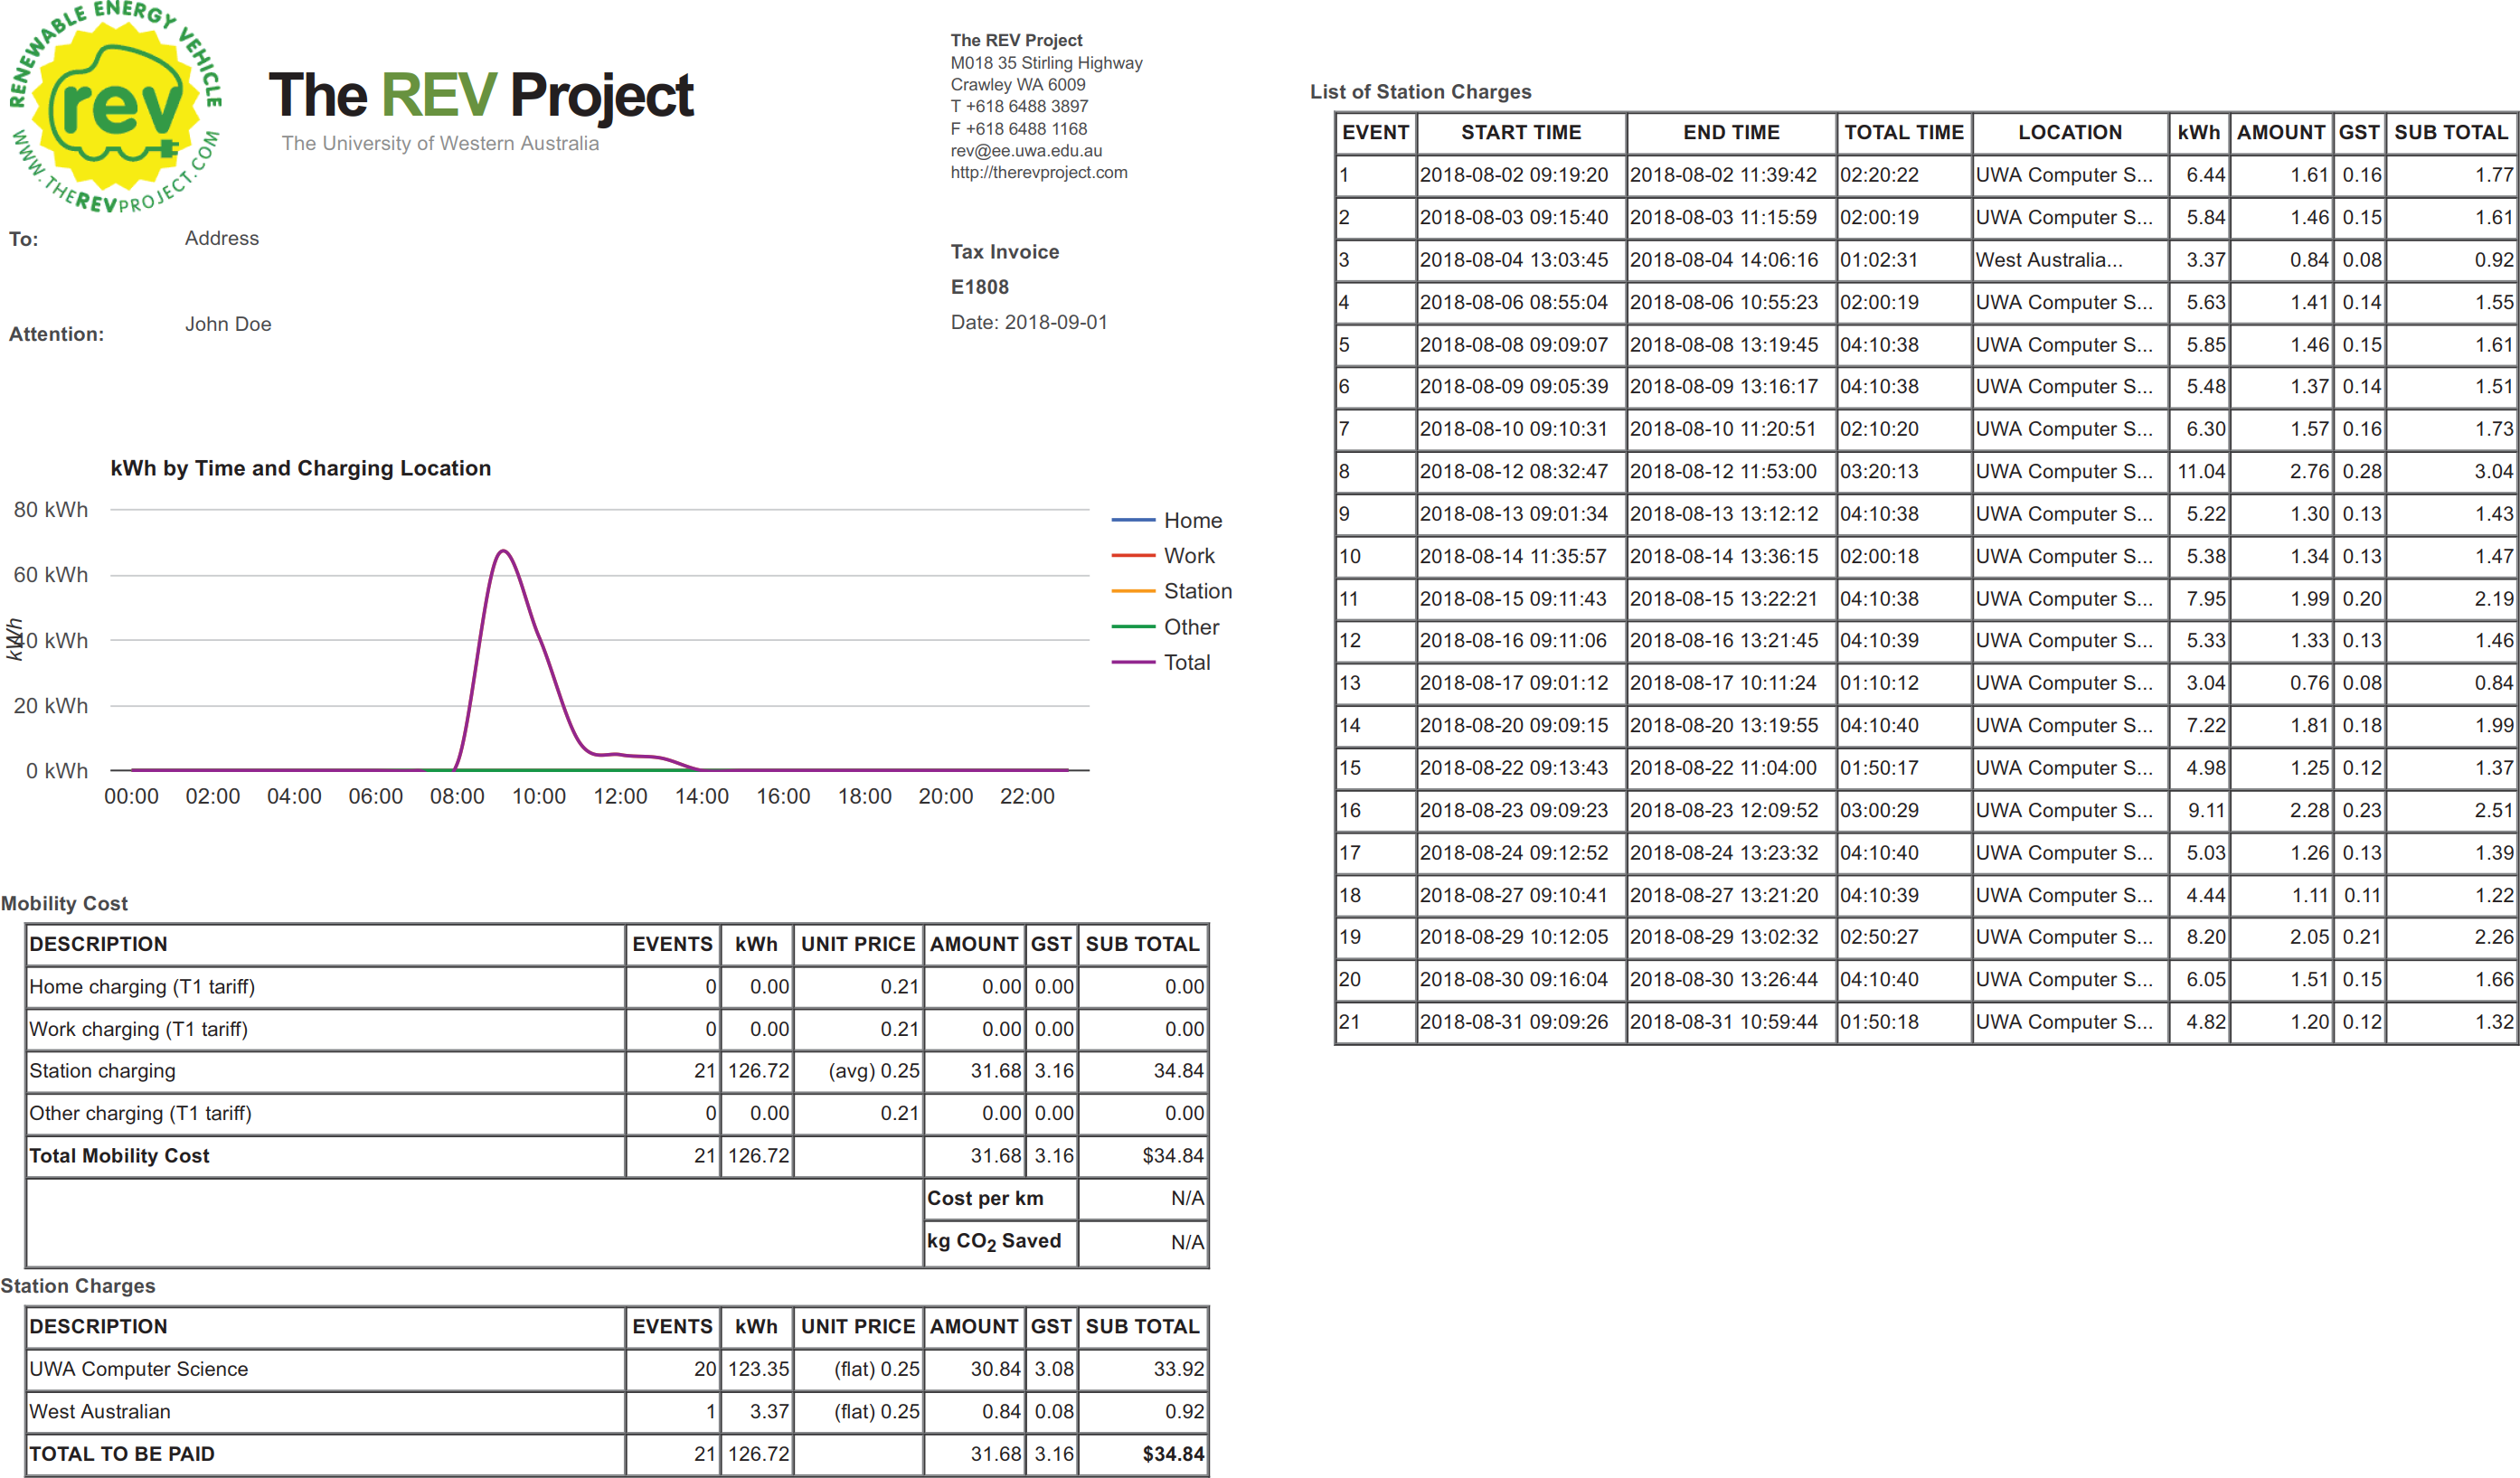 RENEWABLE ENERGY VEHICLE
rev
WWW.THEREVPROJECT.COM
The REV Project
The University of Western Australia
The REV Project
M018 35 Stirling Highway
Crawley WA 6009
T +618 6488 3897
F +618 6488 1168
rev@ee.uwa.edu.au
http://therevproject.com
To: Address
Attention: John Doe
Tax Invoice
E1808
Date: 2018-09-01
kWh by Time and Charging Location
80 kWh
60 kWh
40 kWh
20 kWh
0 kWh
kWh
00:00 02:00 04:00 06:00 08:00 10:00 12:00 14:00 16:00 18:00 20:00 22:00
Home
Work
Station
Other
Total
Mobility Cost
DESCRIPTION EVENTS kWh UNIT PRICE AMOUNT GST SUB TOTAL
Home charging (T1 tariff) 0 0.00 0.21 0.00 0.00 0.00
Work charging (T1 tariff) 0 0.00 0.21 0.00 0.00 0.00
Station charging 21 126.72 (avg) 0.25 31.68 3.16 34.84
Other charging (T1 tariff) 0 0.00 0.21 0.00 0.00 0.00
Total Mobility Cost 21 126.72 31.68 3.16 $34.84
Cost per km N/A
kg CO2 Saved N/A
Station Charges
DESCRIPTION EVENTS kWh UNIT PRICE AMOUNT GST SUB TOTAL
UWA Computer Science 20 123.35 (flat) 0.25 30.84 3.08 33.92
West Australian 1 3.37 (flat) 0.25 0.84 0.08 0.92
TOTAL TO BE PAID 21 126.72 31.68 3.16 $34.84
List of Station Charges
EVENT START TIME END TIME TOTAL TIME LOCATION kWh AMOUNT GST SUB TOTAL
1 2018-08-02 09:19:20 2018-08-02 11:39:42 02:20:22 UWA Computer S... 6.44 1.61 0.16 1.77
2 2018-08-03 09:15:40 2018-08-03 11:15:59 02:00:19 UWA Computer S... 5.84 1.46 0.15 1.61
3 2018-08-04 13:03:45 2018-08-04 14:06:16 01:02:31 West Australia... 3.37 0.84 0.08 0.92
4 2018-08-06 08:55:04 2018-08-06 10:55:23 02:00:19 UWA Computer S... 5.63 1.41 0.14 1.55
5 2018-08-08 09:09:07 2018-08-08 13:19:45 04:10:38 UWA Computer S... 5.85 1.46 0.15 1.61
6 2018-08-09 09:05:39 2018-08-09 13:16:17 04:10:38 UWA Computer S... 5.48 1.37 0.14 1.51
7 2018-08-10 09:10:31 2018-08-10 11:20:51 02:10:20 UWA Computer S... 6.30 1.57 0.16 1.73
8 2018-08-12 08:32:47 2018-08-12 11:53:00 03:20:13 UWA Computer S... 11.04 2.76 0.28 3.04
9 2018-08-13 09:01:34 2018-08-13 13:12:12 04:10:38 UWA Computer S... 5.22 1.30 0.13 1.43
10 2018-08-14 11:35:57 2018-08-14 13:36:15 02:00:18 UWA Computer S... 5.38 1.34 0.13 1.47
11 2018-08-15 09:11:43 2018-08-15 13:22:21 04:10:38 UWA Computer S... 7.95 1.99 0.20 2.19
12 2018-08-16 09:11:06 2018-08-16 13:21:45 04:10:39 UWA Computer S... 5.33 1.33 0.13 1.46
13 2018-08-17 09:01:12 2018-08-17 10:11:24 01:10:12 UWA Computer S... 3.04 0.76 0.08 0.84
14 2018-08-20 09:09:15 2018-08-20 13:19:55 04:10:40 UWA Computer S... 7.22 1.81 0.18 1.99
15 2018-08-22 09:13:43 2018-08-22 11:04:00 01:50:17 UWA Computer S... 4.98 1.25 0.12 1.37
16 2018-08-23 09:09:23 2018-08-23 12:09:52 03:00:29 UWA Computer S... 9.11 2.28 0.23 2.51
17 2018-08-24 09:12:52 2018-08-24 13:23:32 04:10:40 UWA Computer S... 5.03 1.26 0.13 1.39
18 2018-08-27 09:10:41 2018-08-27 13:21:20 04:10:39 UWA Computer S... 4.44 1.11 0.11 1.22
19 2018-08-29 10:12:05 2018-08-29 13:02:32 02:50:27 UWA Computer S... 8.20 2.05 0.21 2.26
20 2018-08-30 09:16:04 2018-08-30 13:26:44 04:10:40 UWA Computer S... 6.05 1.51 0.15 1.66
21 2018-08-31 09:09:26 2018-08-31 10:59:44 01:50:18 UWA Computer S... 4.82 1.20 0.12 1.32